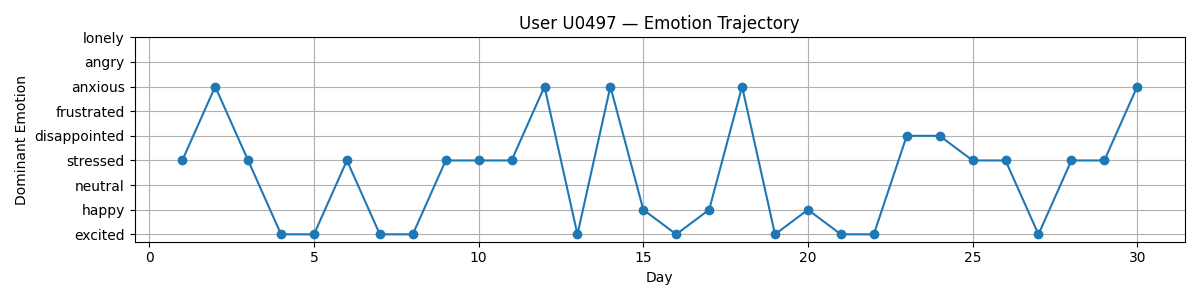 User U0497 — Emotion Trajectory
Dominant Emotion
lonely
angry
anxious
frustrated
disappointed
stressed
neutral
happy
excited
0 5 10 15 20 25 30
Day